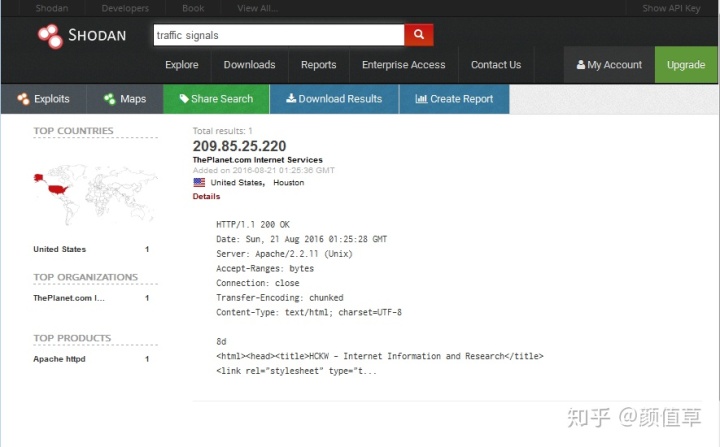 Shodan Developers Book View All... Show API Key
SHODAN traffic signals
Explore Downloads Reports Enterprise Access Contact Us My Account Upgrade
Exploits Maps Share Search Download Results Create Report
TOP COUNTRIES
United States 1
TOP ORGANIZATIONS
ThePlanet.com I... 1
TOP PRODUCTS
Apache httpd 1
Total results: 1
209.85.25.220
ThePlanet.com Internet Services
Added on 2016-08-21 01:25:36 GMT
United States, Houston
Details
HTTP/1.1 200 OK
Date: Sun, 21 Aug 2016 01:25:28 GMT
Server: Apache/2.2.11 (Unix)
Accept-Ranges: bytes
Connection: close
Transfer-Encoding: chunked
Content-Type: text/html; charset=UTF-8
8d
<html><head><title>HCKW - Internet Information and Research</title>
<link rel="stylesheet" type="t...
知乎 @颜值草